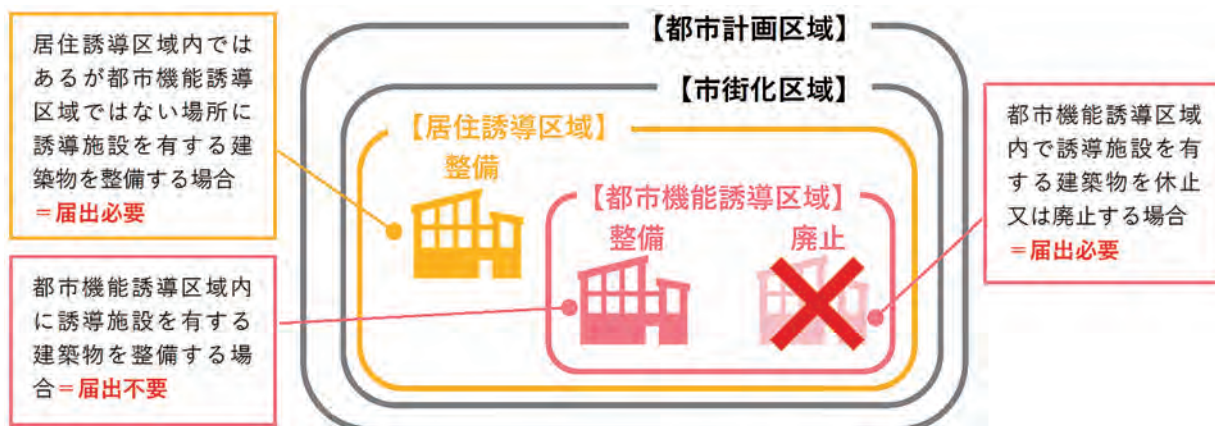 居住誘導区域内では
あるが都市機能誘導
区域ではない場所に
誘導施設を有する建
築物を整備する場合
＝届出必要
都市機能誘導区域内
に誘導施設を有する
建築物を整備する場
合＝届出不要
【都市計画区域】
【市街化区域】
【居住誘導区域】
整備
【都市機能誘導区域】
整備
廃止
都市機能誘導区域
内で誘導施設を有
する建築物を休止
又は廃止する場合
＝届出必要